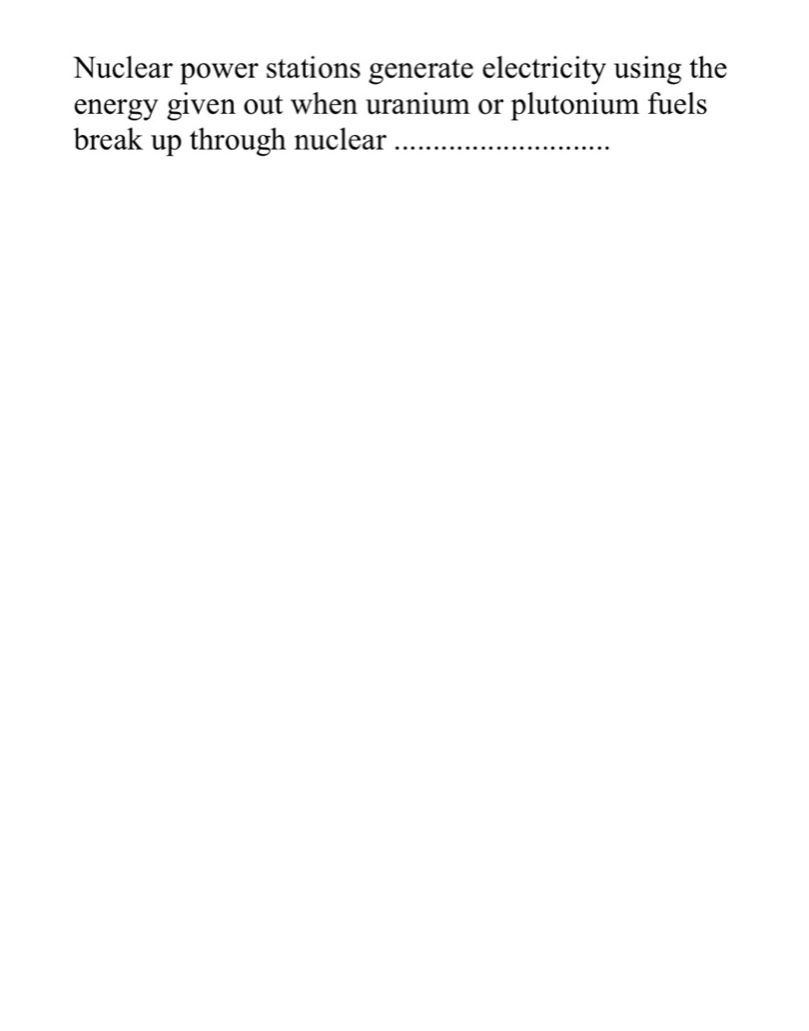 Nuclear power stations generate electricity using the
energy given out when uranium or plutonium fuels
break up through nuclear ............................